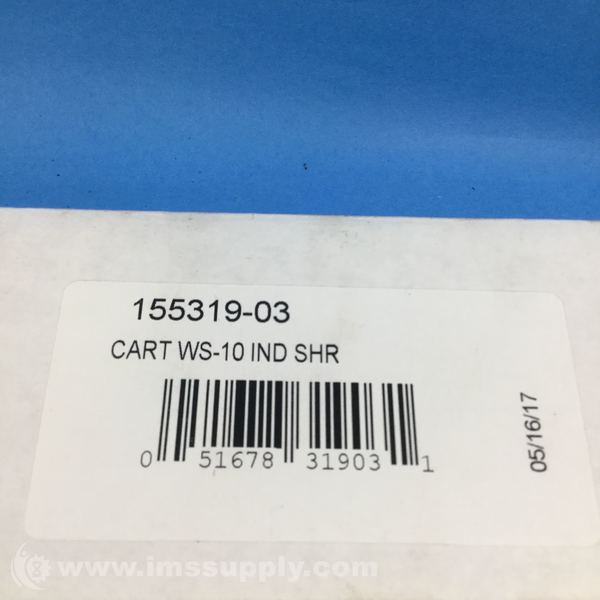 155319-03
CART WS-10 IND SHR
0 51678 31903 1
05/16/17
www.imssupply.com